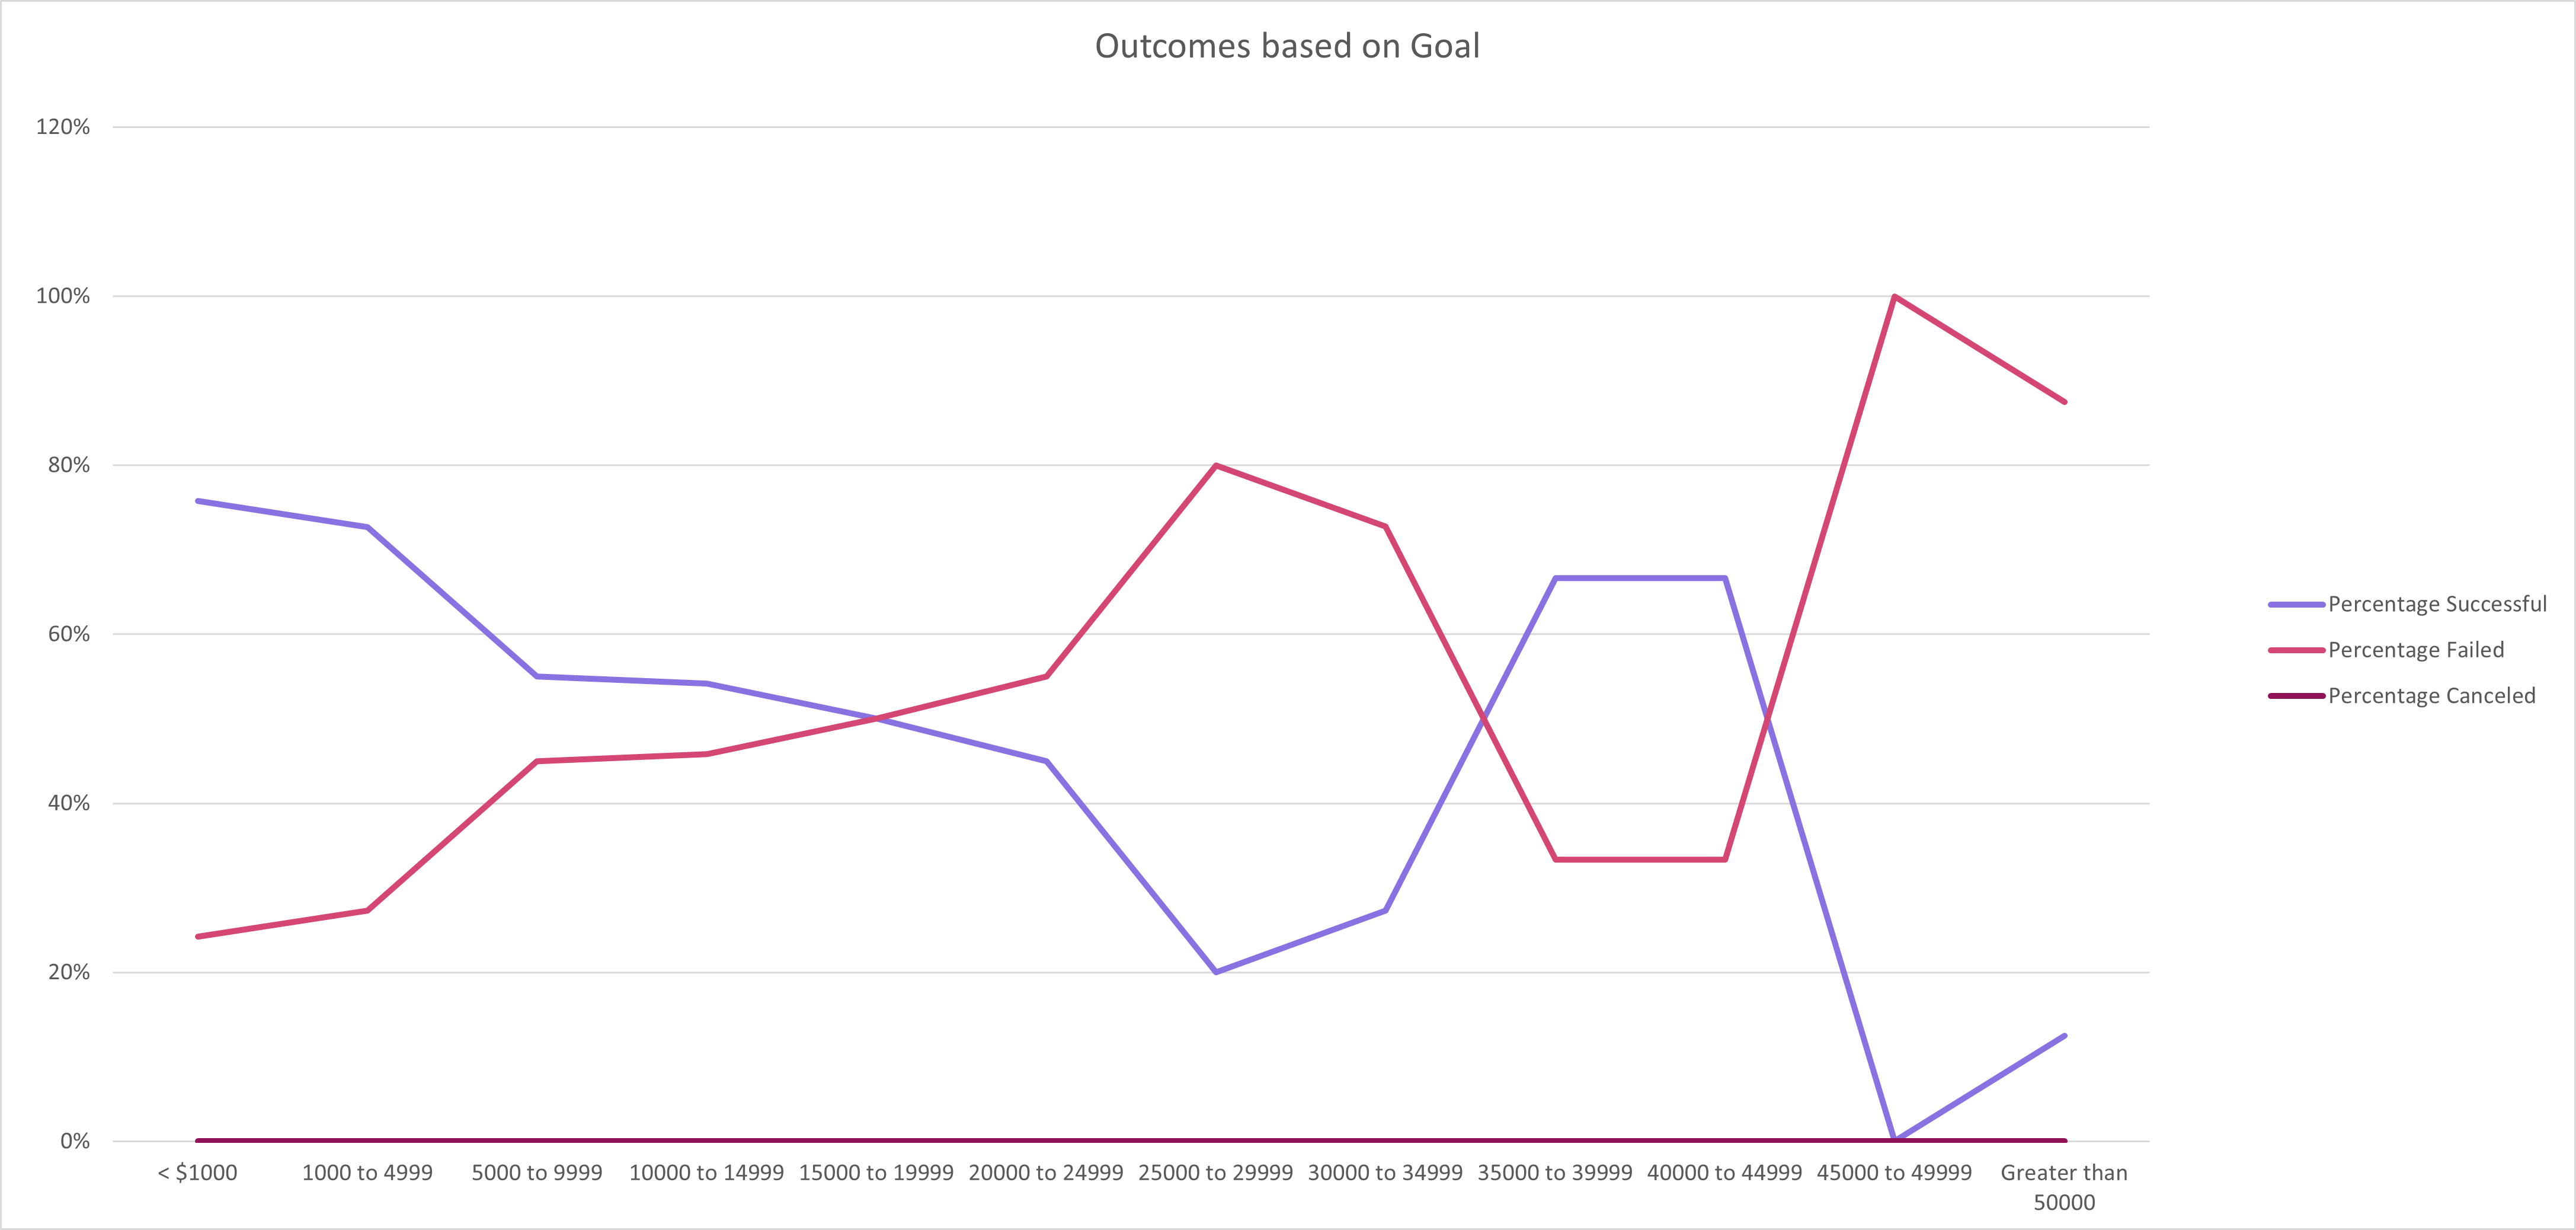 Outcomes based on Goal
120%
100%
80%
60%
40%
20%
0%
< $1000
1000 to 4999
5000 to 9999
10000 to 14999
15000 to 19999
20000 to 24999
25000 to 29999
30000 to 34999
35000 to 39999
40000 to 44999
45000 to 49999
Greater than
50000
Percentage Successful
Percentage Failed
Percentage Canceled